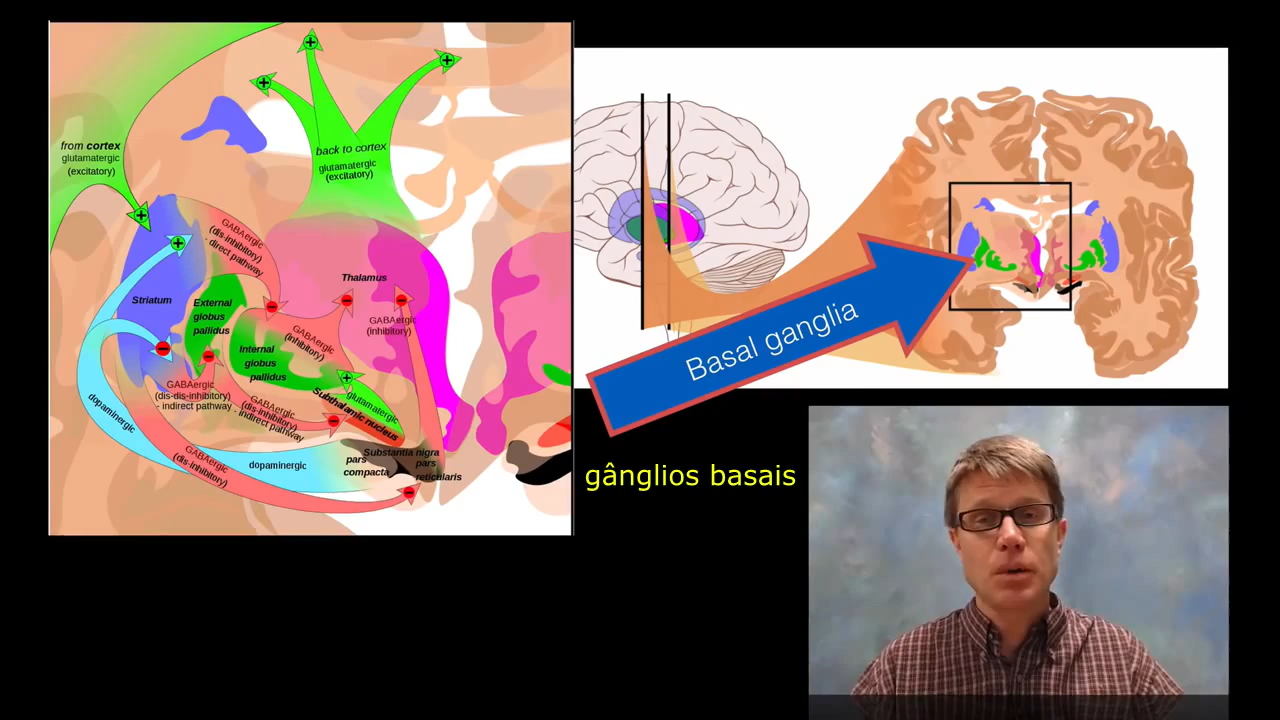 from cortex
glutamatergic
(excitatory)
back to cortex
glutamatergic
(excitatory)
GABAergic
(dis-inhibitory)
- direct pathway
Striatum
External
globus
pallidus
Thalamus
GABAergic
(inhibitory)
GABAergic
(inhibitory)
Internal
globus
pallidus
GABAergic
(dis-dis-inhibitory)
- indirect pathway
GABAergic
(dis-inhibitory)
- indirect pathway
glutamatergic
Subthalamic nucleus
dopaminergic
GABAergic
(dis-inhibitory)
dopaminergic
Substantia nigra
pars
compacta
pars
reticularis
Basal ganglia
gânglios basais